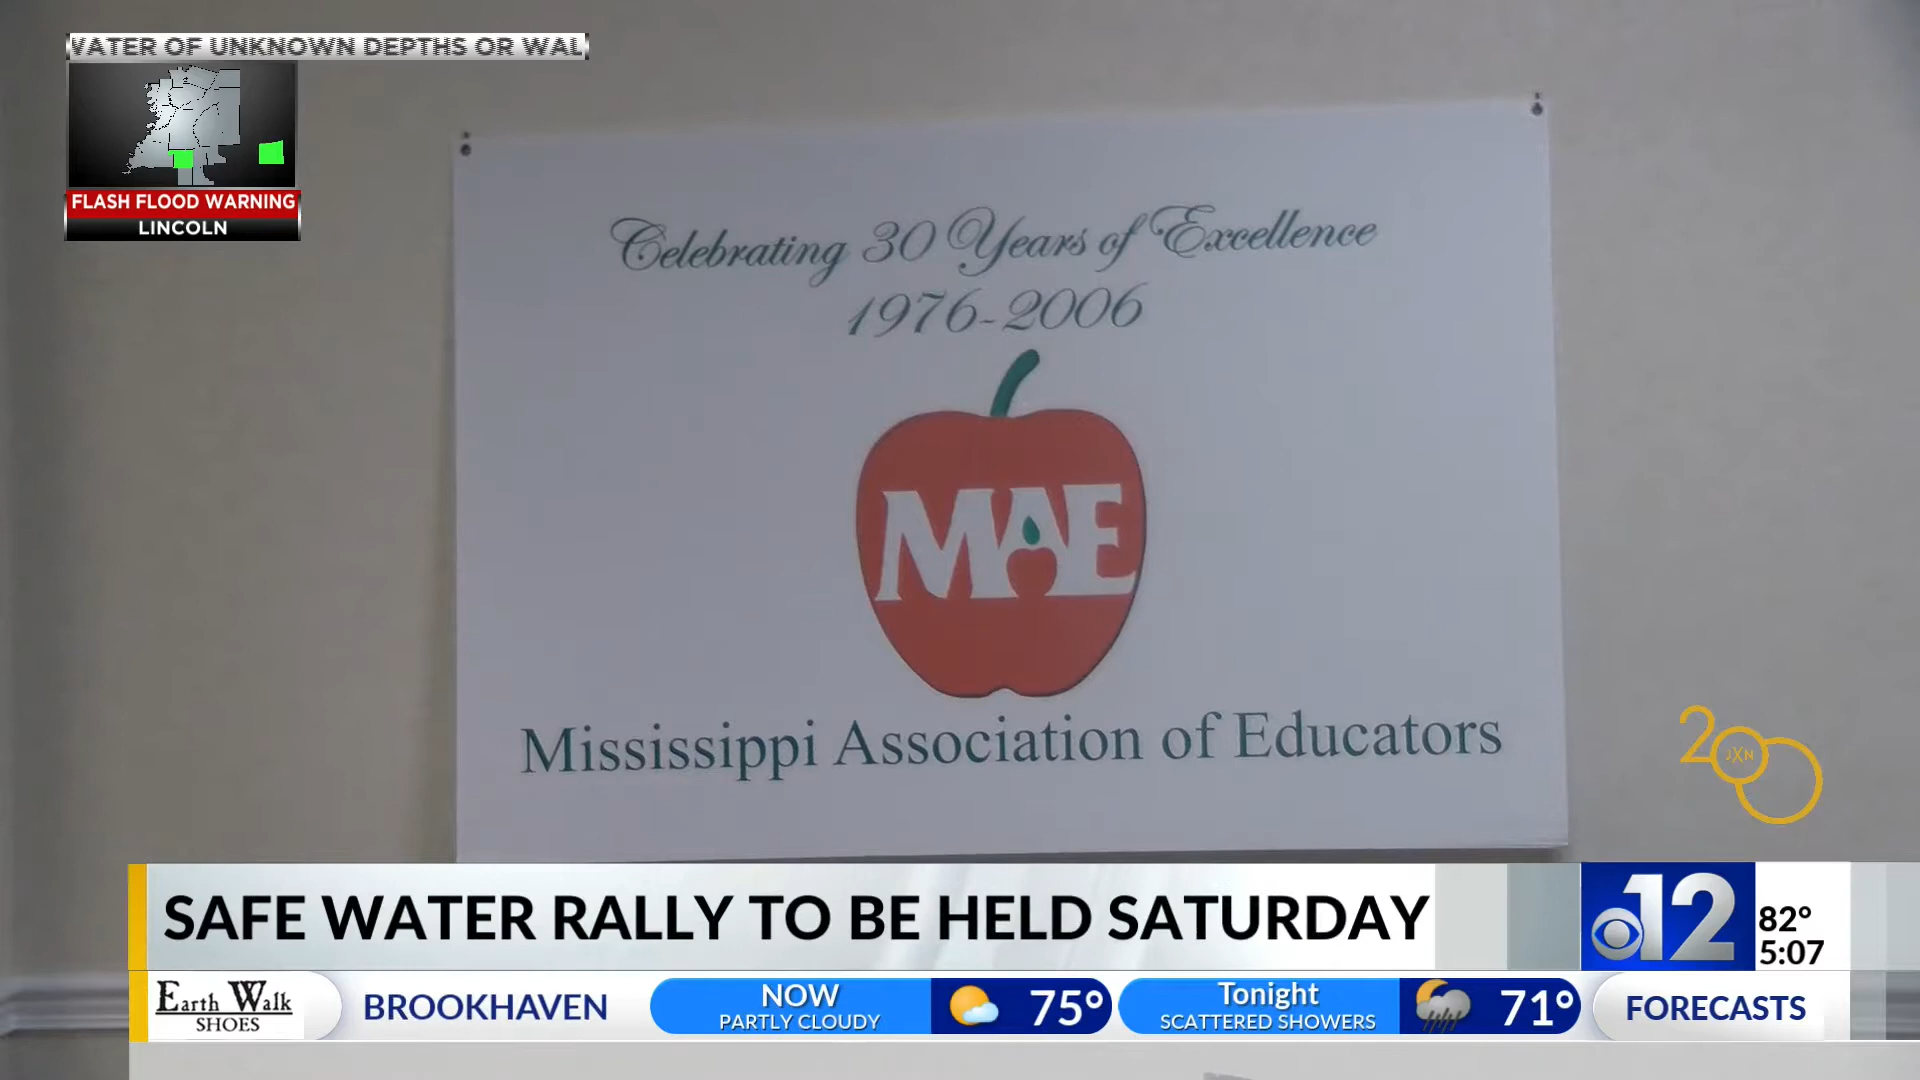 VATER OF UNKNOWN DEPTHS OR WAL
FLASH FLOOD WARNING
LINCOLN
Celebrating 30 Years of Excellence
1976-2006
MAE
Mississippi Association of Educators
200
JXN
SAFE WATER RALLY TO BE HELD SATURDAY
12
82°
5:07
Earth Walk
SHOES
BROOKHAVEN
NOW
PARTLY CLOUDY
75°
Tonight
SCATTERED SHOWERS
71°
FORECASTS